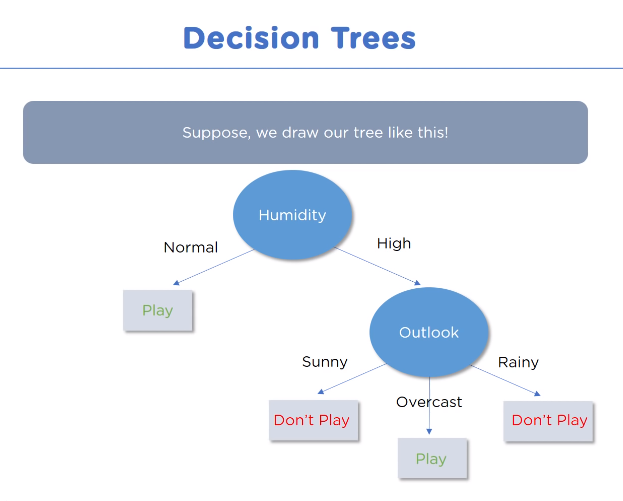 Decision Trees
Suppose, we draw our tree like this!
Humidity
Normal
High
Play
Outlook
Sunny
Rainy
Overcast
Don't Play
Don't Play
Play